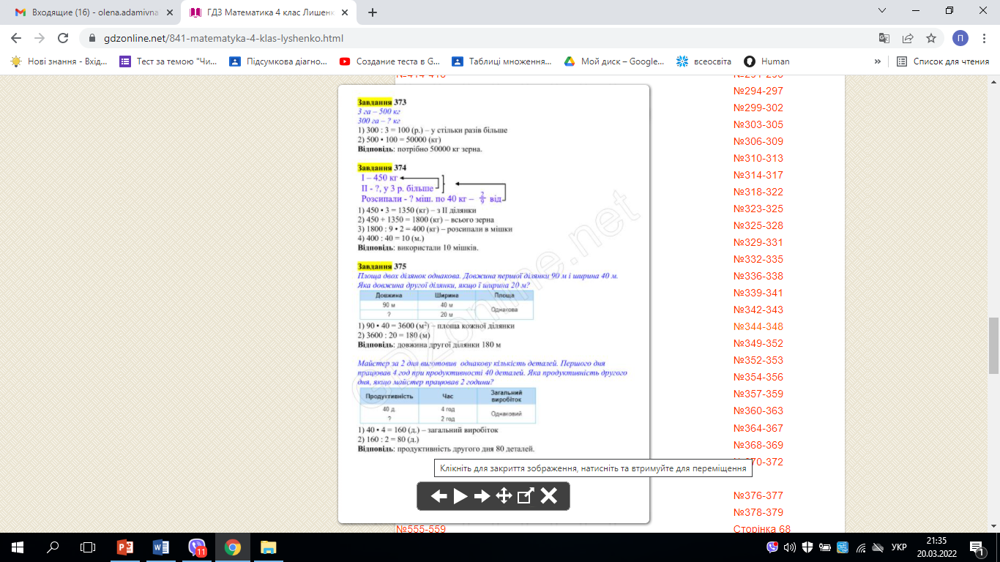 Входящие (16) - olena.adamivna
ГДЗ Математика 4 клас Лишенк
gdzonline.net/841-matematyka-4-klas-lyshenko.html
П
Нові знання - Вхід...
Тест за темою "Чи...
Підсумкова діагно...
Создание теста в G...
Таблиці множення...
Мой диск – Google...
всеосвіта
Human
»
Список для чтения
№414-416
№291-296
№294-297
№299-302
№303-305
№306-309
№310-313
№314-317
№318-322
№323-325
№325-328
№329-331
№332-335
№336-338
№339-341
№342-343
№344-348
№349-352
№352-353
№354-356
№357-359
№360-363
№364-367
№368-369
70-372
№376-377
№378-379
Сторінка 68
№555-559
Завдання 373
3 га – 500 кг
300 га – ? кг
1) 300 : 3 = 100 (р.) – у стільки разів більше
2) 500 • 100 = 50000 (кг)
Відповідь: потрібно 50000 кг зерна.
Завдання 374
І – 450 кг
ІІ - ?, у 3 р. більше
Розсипали - ? міш. по 40 кг – 2/9 від
1) 450 • 3 = 1350 (кг) – з ІІ ділянки
2) 450 + 1350 = 1800 (кг) – всього зерна
3) 1800 : 9 • 2 = 400 (кг) – розсипали в мішки
4) 400 : 40 = 10 (м.)
Відповідь: використали 10 мішків.
Завдання 375
Площа двох ділянок однакова. Довжина першої ділянки 90 м і ширина 40 м.
Яка довжина другої ділянки, якщо ї ширина 20 м?
Довжина Ширина Площа
90 м 40 м Однакова
? 20 м
1) 90 • 40 = 3600 (м²) – площа кожної ділянки
2) 3600 : 20 = 180 (м)
Відповідь: довжина другої ділянки 180 м
Майстер за 2 дня виготовив однакову кількість деталей. Першого дня
працював 4 год при продуктивності 40 деталей. Яка продуктивність другого
дня, якщо майстер працював 2 години?
Продуктивність Час Загальний виробіток
40 д. 4 год Однаковий
? 2 год
1) 40 • 4 = 160 (д.) – загальний виробіток
2) 160 : 2 = 80 (д.)
Відповідь: продуктивність другого дня 80 деталей.
GDZonline.net
Клікніть для закриття зображення, натисніть та втримуйте для переміщення
11
УКР
21:35
20.03.2022
1